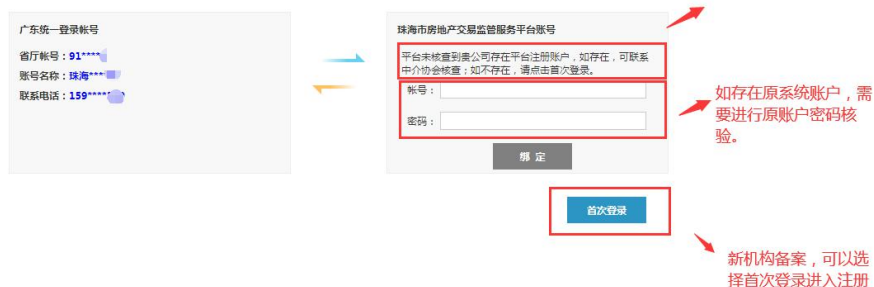 广东统一登录帐号
省厅帐号：91****
账号名称：珠海***
联系电话：159****
珠海市房地产交易监管服务平台账号
平台未核查到贵公司存在平台注册账户，如存在，可联系
中介协会核查；如不存在，请点击首次登录。
帐号：
密码：
绑 定
首次登录
如存在原系统账户，需
要进行原账户密码核
验。
新机构备案，可以选
择首次登录进入注册